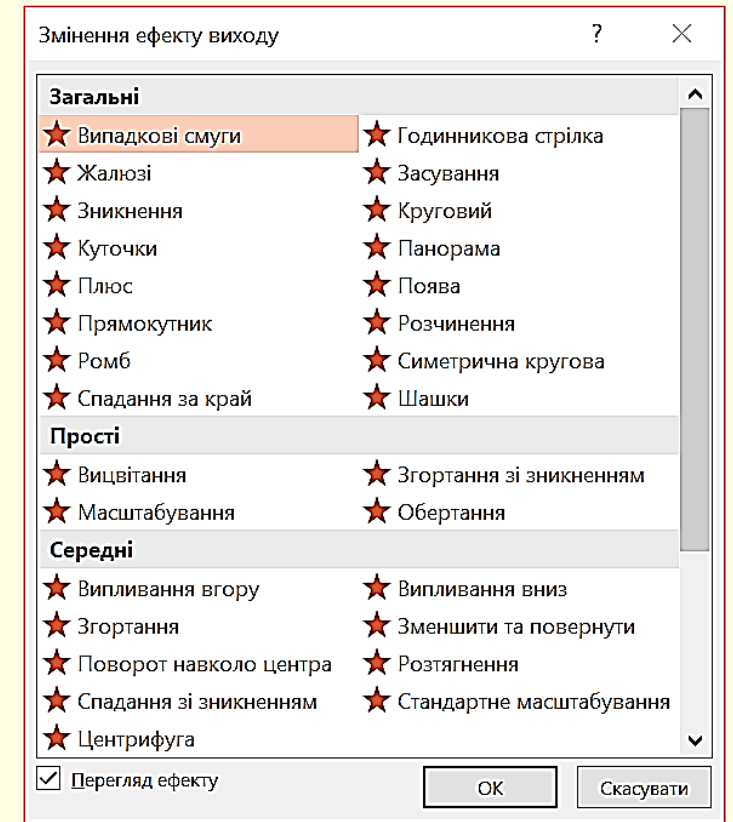 Змінення ефекту виходу ?
Загальні
Випадкові смуги Годинникова стрілка
Жалюзі Засування
Зникнення Круговий
Куточки Панорама
Плюс Поява
Прямокутник Розчинення
Ромб Симетрична кругова
Спадання за край Шашки
Прості
Вицвітання Згортання зі зникненням
Масштабування Обертання
Середні
Випливання вгору Випливання вниз
Згортання Зменшити та повернути
Поворот навколо центра Розтягнення
Спадання зі зникненням Стандартне масштабування
Центрифуга
Перегляд ефекту ОК Скасувати